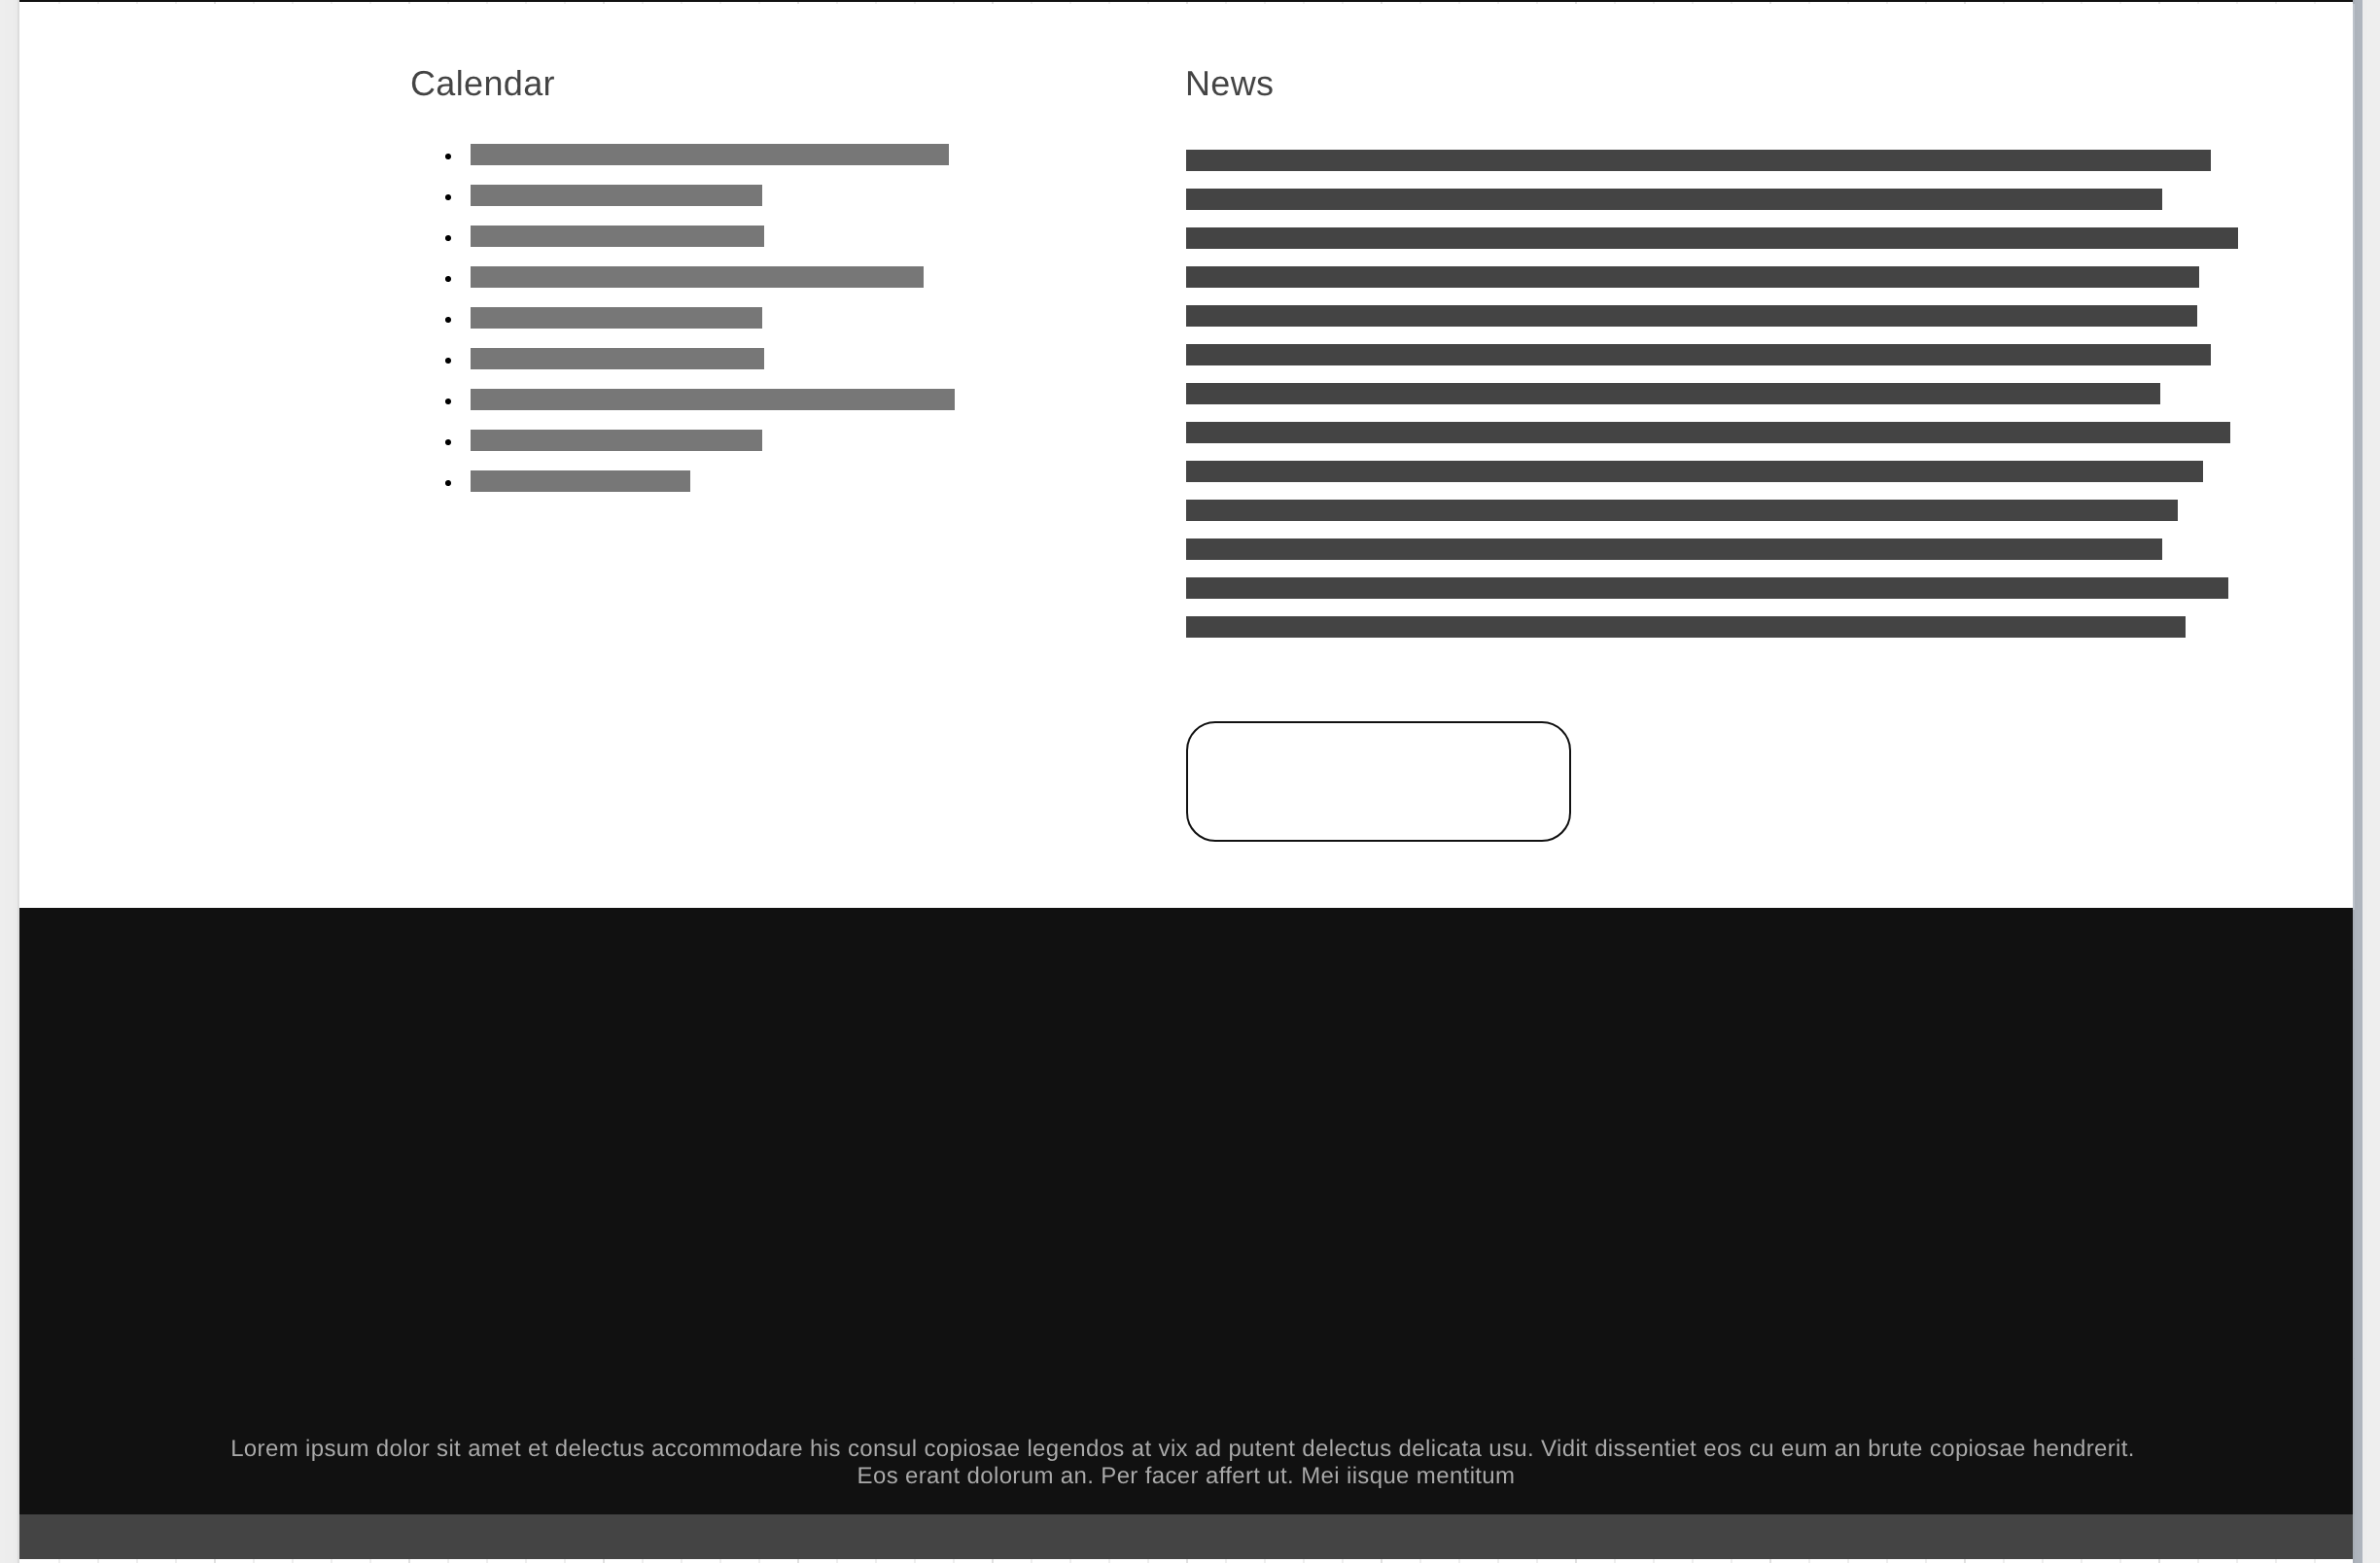 Calendar
News
Lorem ipsum dolor sit amet et delectus accommodare his consul copiosae legendos at vix ad putent delectus delicata usu. Vidit dissentiet eos cu eum an brute copiosae hendrerit.
Eos erant dolorum an. Per facer affert ut. Mei iisque mentitum